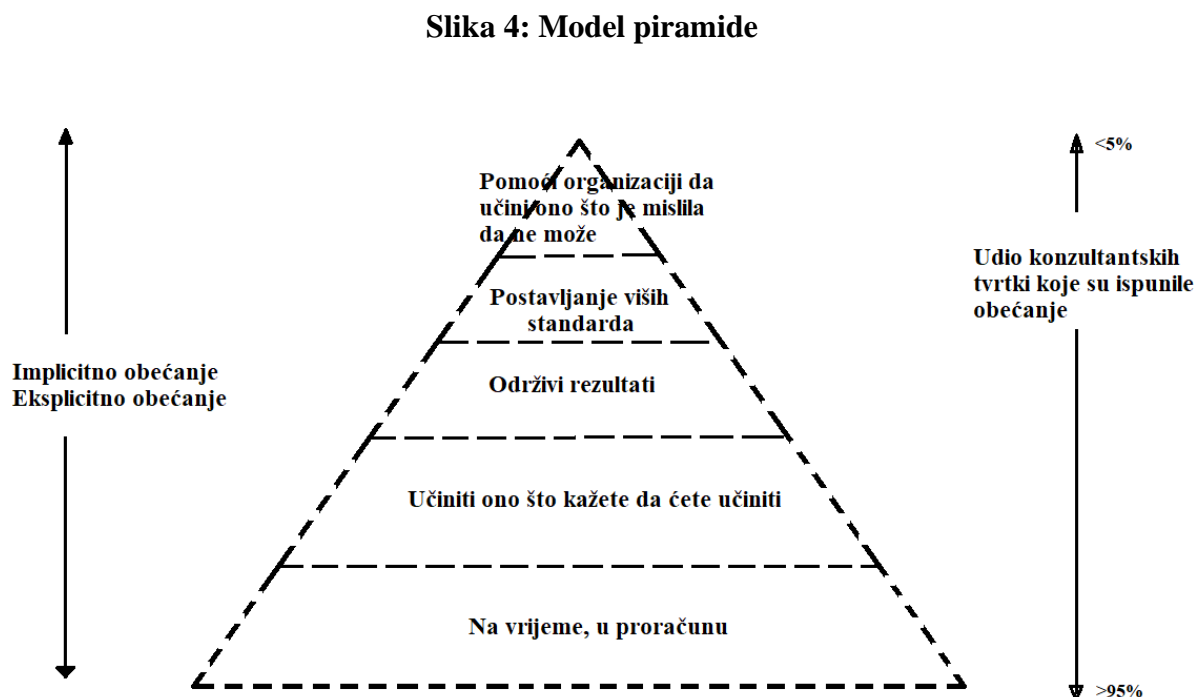 Slika 4: Model piramide
<5%
Pomoći organizaciji da
učini ono što je mislila
da ne može
Udio konzultantskih
tvrtki koje su ispunile
obećanje
Postavljanje viših
standarda
Implicitno obećanje
Eksplicitno obećanje
Održivi rezultati
Učiniti ono što kažete da ćete učiniti
Na vrijeme, u proračunu
>95%